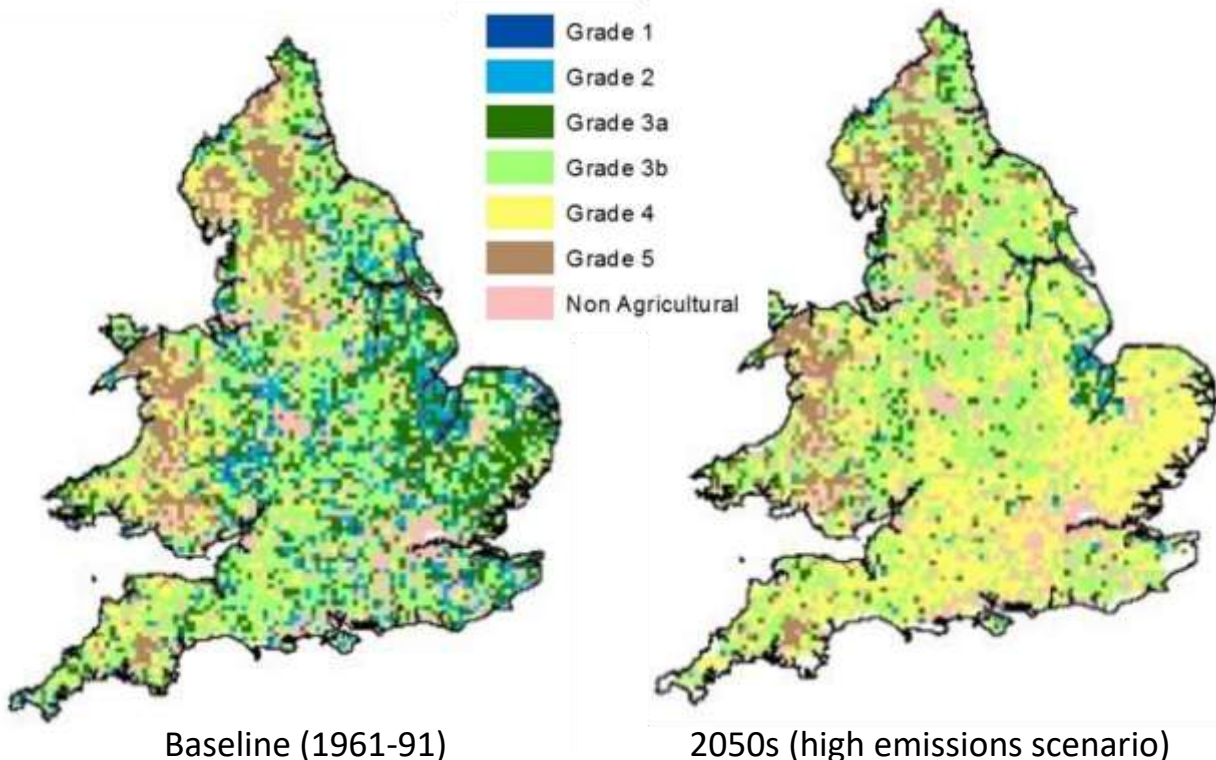 Grade 1
Grade 2
Grade 3a
Grade 3b
Grade 4
Grade 5
Non Agricultural
Baseline (1961-91)
2050s (high emissions scenario)